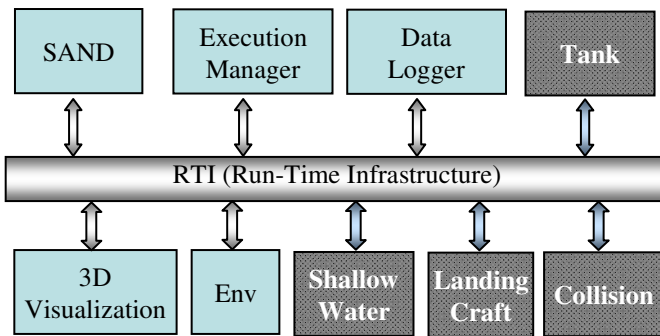 SAND
Execution
Manager
Data
Logger
Tank
RTI (Run-Time Infrastructure)
3D
Visualization
Env
Shallow
Water
Landing
Craft
Collision